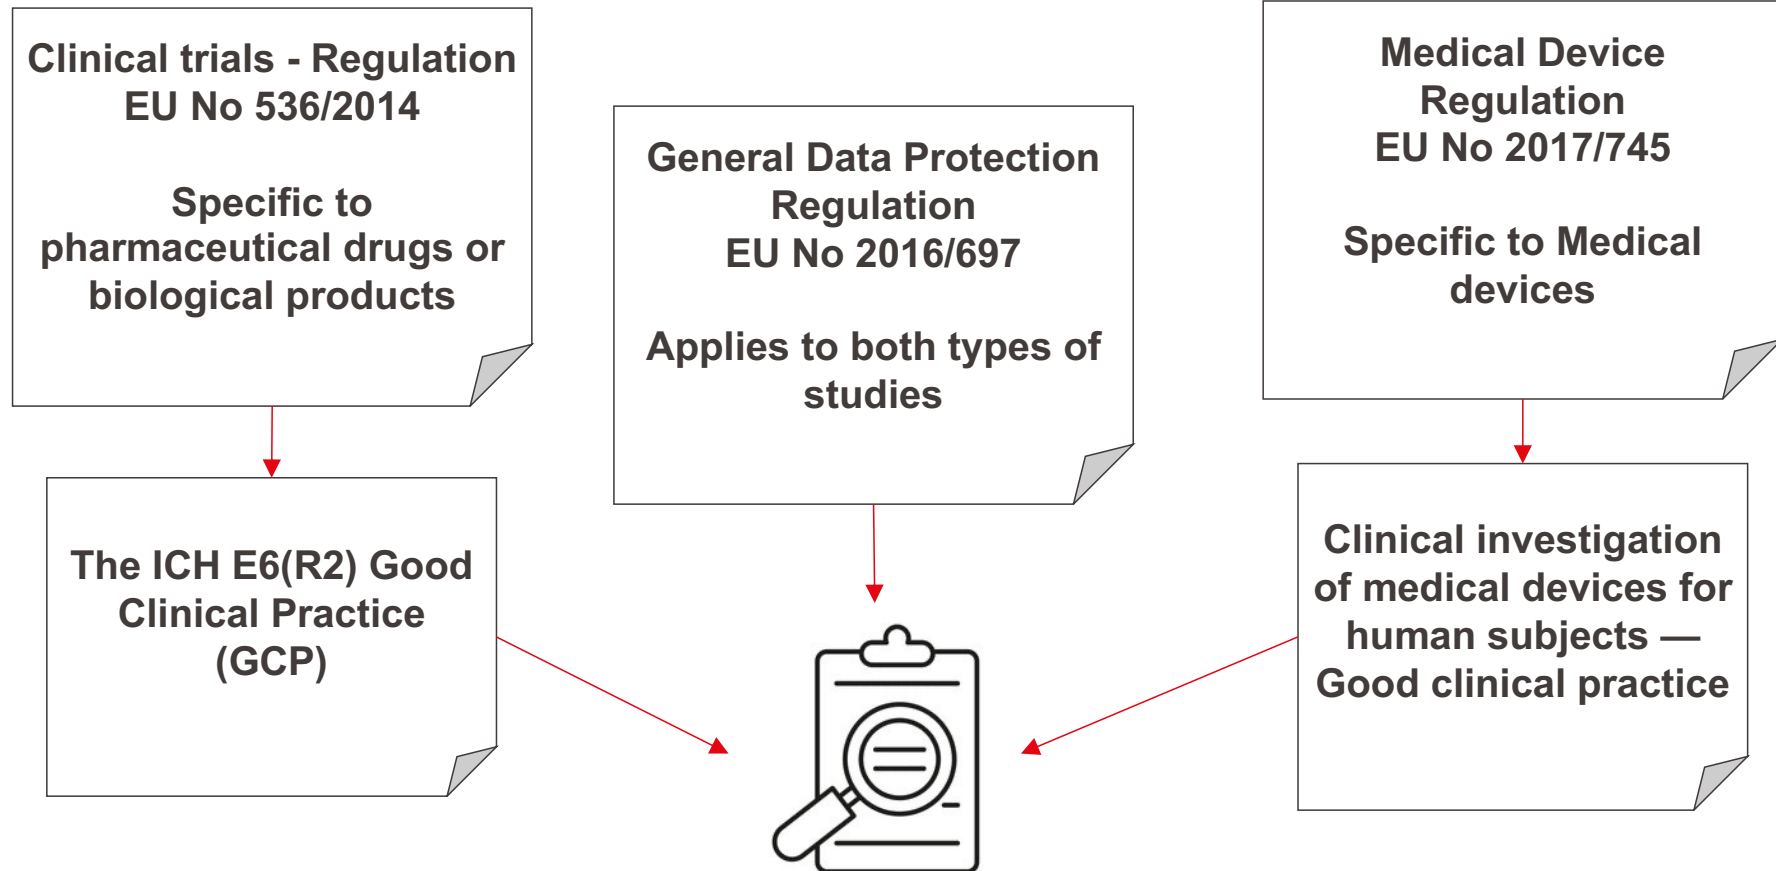 Clinical trials - Regulation
EU No 536/2014
Specific to
pharmaceutical drugs or
biological products
General Data Protection
Regulation
EU No 2016/697
Applies to both types of
studies
Medical Device
Regulation
EU No 2017/745
Specific to Medical
devices
The ICH E6(R2) Good
Clinical Practice
(GCP)
Clinical investigation
of medical devices for
human subjects —
Good clinical practice